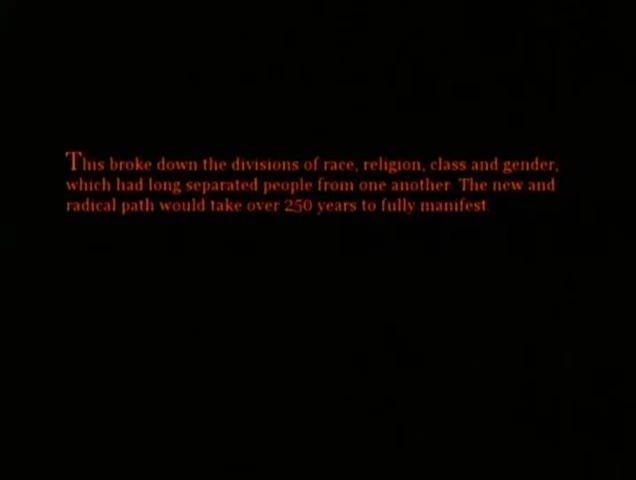 This broke down the divisions of race, religion, class and gender,
which had long separated people from one another. The new and
radical path would take over 250 years to fully manifest.